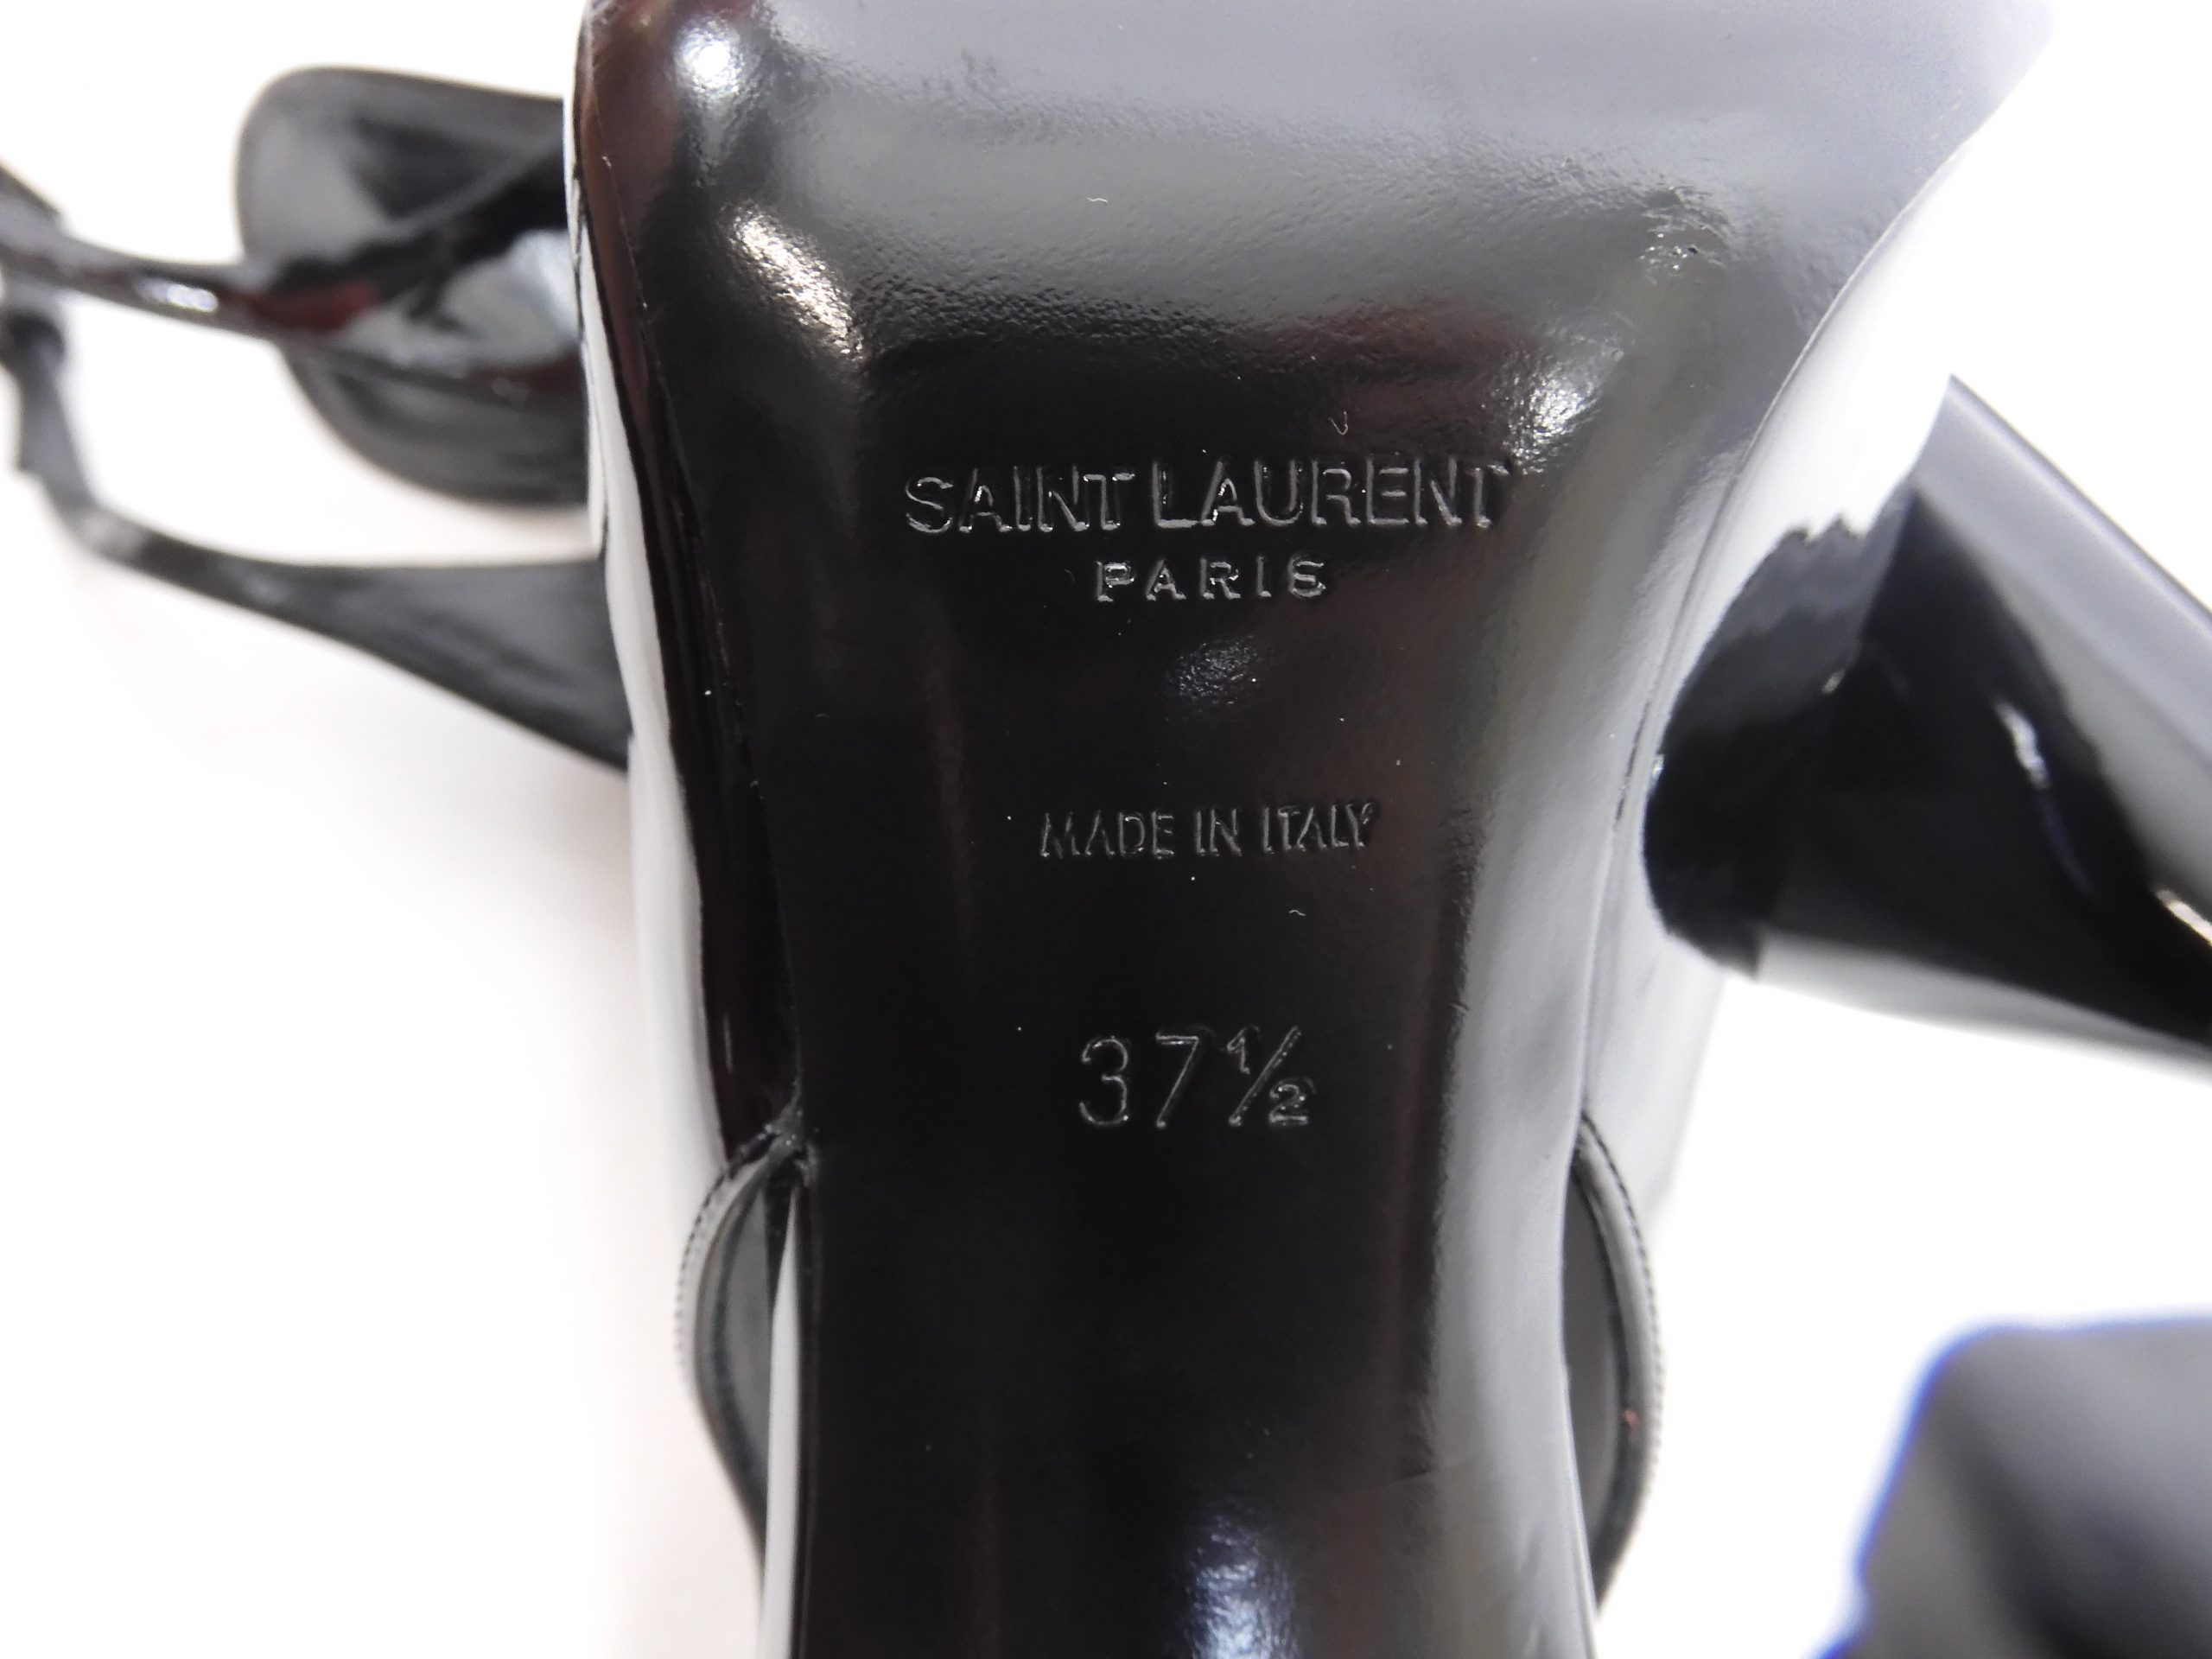 SAINT LAURENT
PARIS
MADE IN ITALY
37½